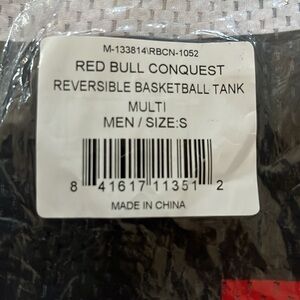 M-133814\RBCN-1052
RED BULL CONQUEST
REVERSIBLE BASKETBALL TANK
MULTI
MEN / SIZE:S
8 41617 11351 2
MADE IN CHINA